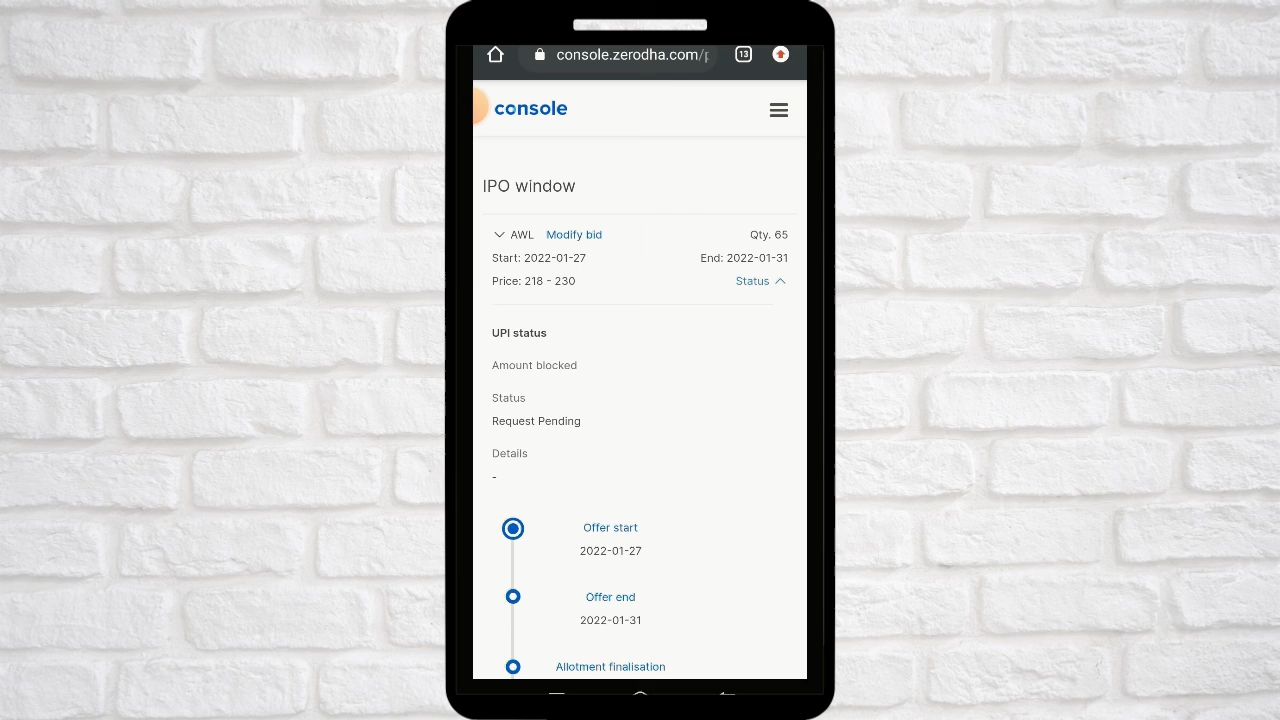 console.zerodha.com/p
13
console
IPO window
AWL Modify bid Qty. 65
Start: 2022-01-27 End: 2022-01-31
Price: 218 - 230 Status
UPI status
Amount blocked
Status
Request Pending
Details
-
Offer start
2022-01-27
Offer end
2022-01-31
Allotment finalisation